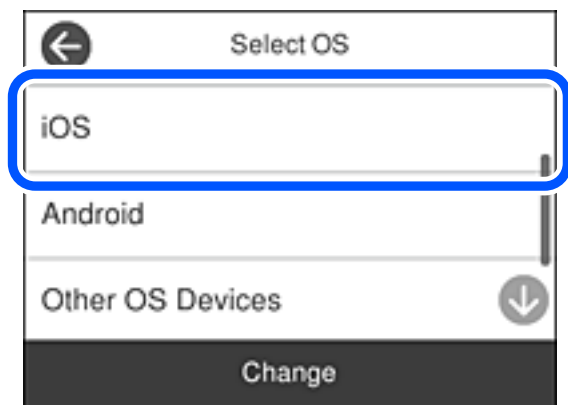 Select OS
iOS
Android
Other OS Devices
Change